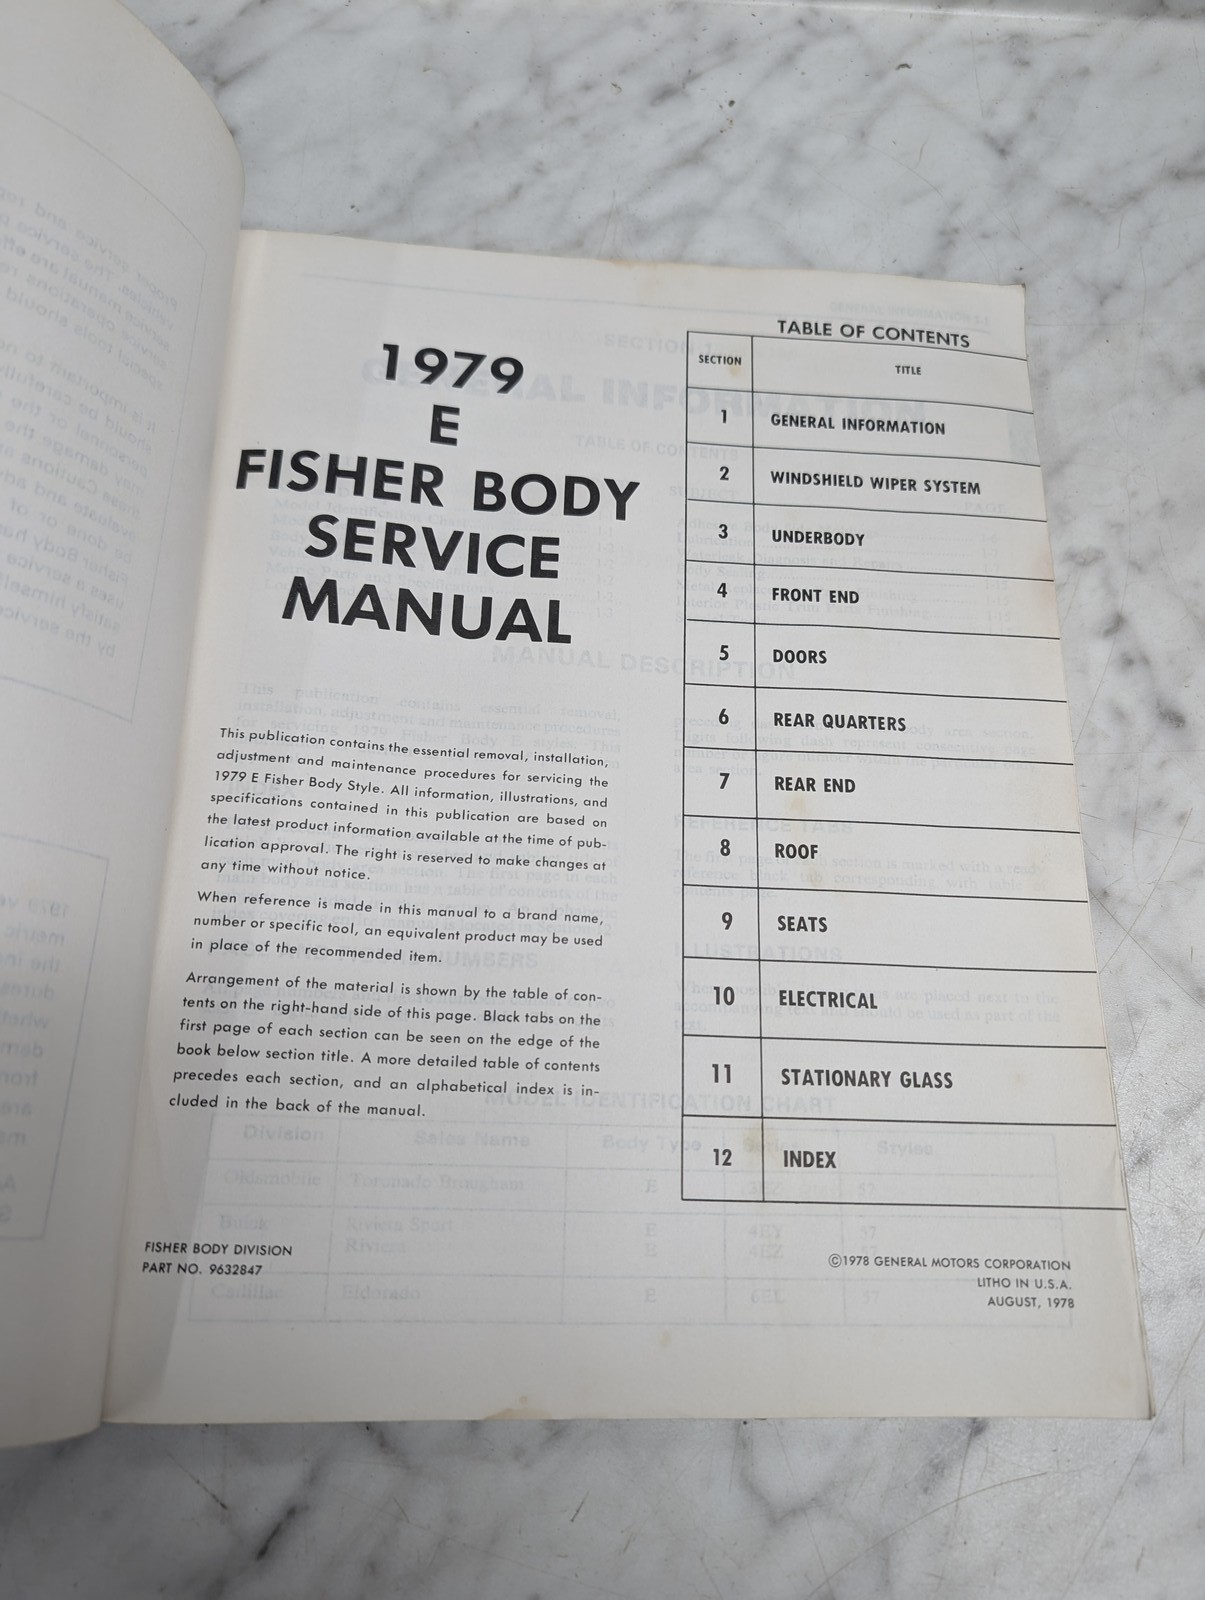 1979
E
FISHER BODY
SERVICE
MANUAL
This publication contains the essential removal, installation,
adjustment and maintenance procedures for servicing the
1979 E Fisher Body Style. All information, illustrations, and
specifications contained in this publication are based on
the latest product information available at the time of pub-
lication approval. The right is reserved to make changes at
any time without notice.
When reference is made in this manual to a brand name,
number or specific tool, an equivalent product may be used
in place of the recommended item.
Arrangement of the material is shown by the table of con-
tents on the right-hand side of this page. Black tabs on the
first page of each section can be seen on the edge of the
book below section title. A more detailed table of contents
precedes each section, and an alphabetical index is in-
cluded in the back of the manual.
FISHER BODY DIVISION
PART NO. 9632847
TABLE OF CONTENTS
SECTION TITLE
1 GENERAL INFORMATION
2 WINDSHIELD WIPER SYSTEM
3 UNDERBODY
4 FRONT END
5 DOORS
6 REAR QUARTERS
7 REAR END
8 ROOF
9 SEATS
10 ELECTRICAL
11 STATIONARY GLASS
12 INDEX
©1978 GENERAL MOTORS CORPORATION
LITHO IN U.S.A.
AUGUST, 1978